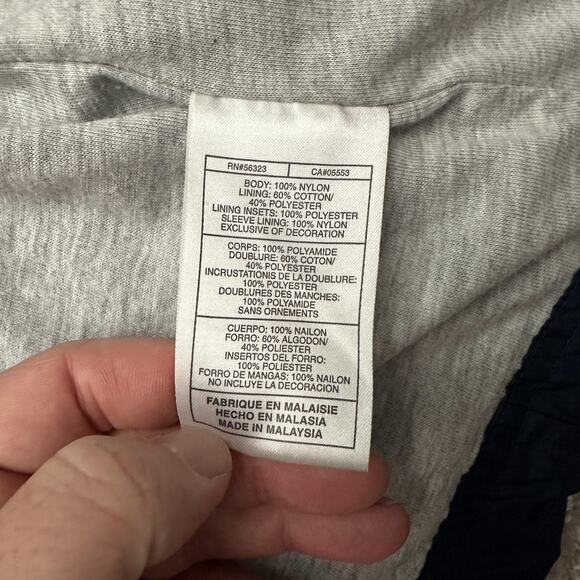 RN#56323 CA#05553
BODY: 100% NYLON
LINING: 60% COTTON/
40% POLYESTER
LINING INSETS: 100% POLYESTER
SLEEVE LINING: 100% NYLON
EXCLUSIVE OF DECORATION
CORPS: 100% POLYAMIDE
DOUBLURE: 60% COTON/
40% POLYESTER
INCRUSTATIONIS DE LA DOUBLURE:
100% POLYESTER
DOUBLURES DES MANCHES:
100% POLYAMIDE
SANS ORNEMENTS
CUERPO: 100% NAILON
FORRO: 60% ALGODON/
40% POLIESTER
INSERTOS DEL FORRO:
100% POLIESTER
FORRO DE MANGAS: 100% NAILON
NO INCLUYE LA DECORACION
FABRIQUE EN MALAISIE
HECHO EN MALASIA
MADE IN MALAYSIA